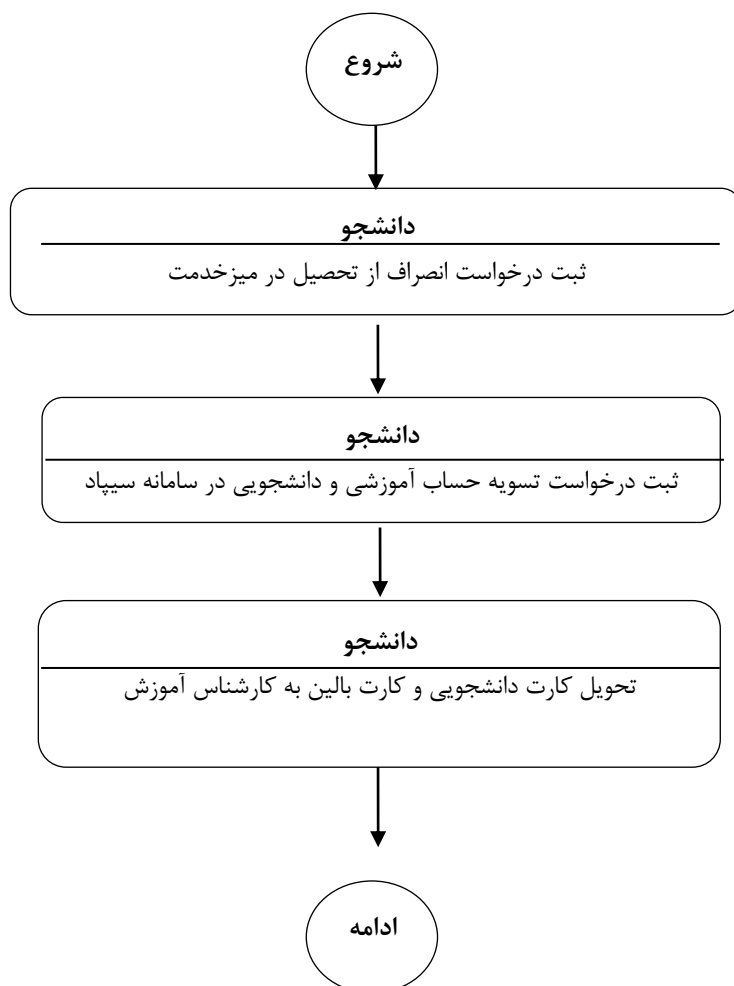 شروع
دانشجو
ثبت درخواست انصراف از تحصیل در میزخدمت
دانشجو
ثبت درخواست تسویه حساب آموزشی و دانشجویی در سامانه سیپاد
دانشجو
تحویل کارت دانشجویی و کارت بالین به کارشناس آموزش
ادامه